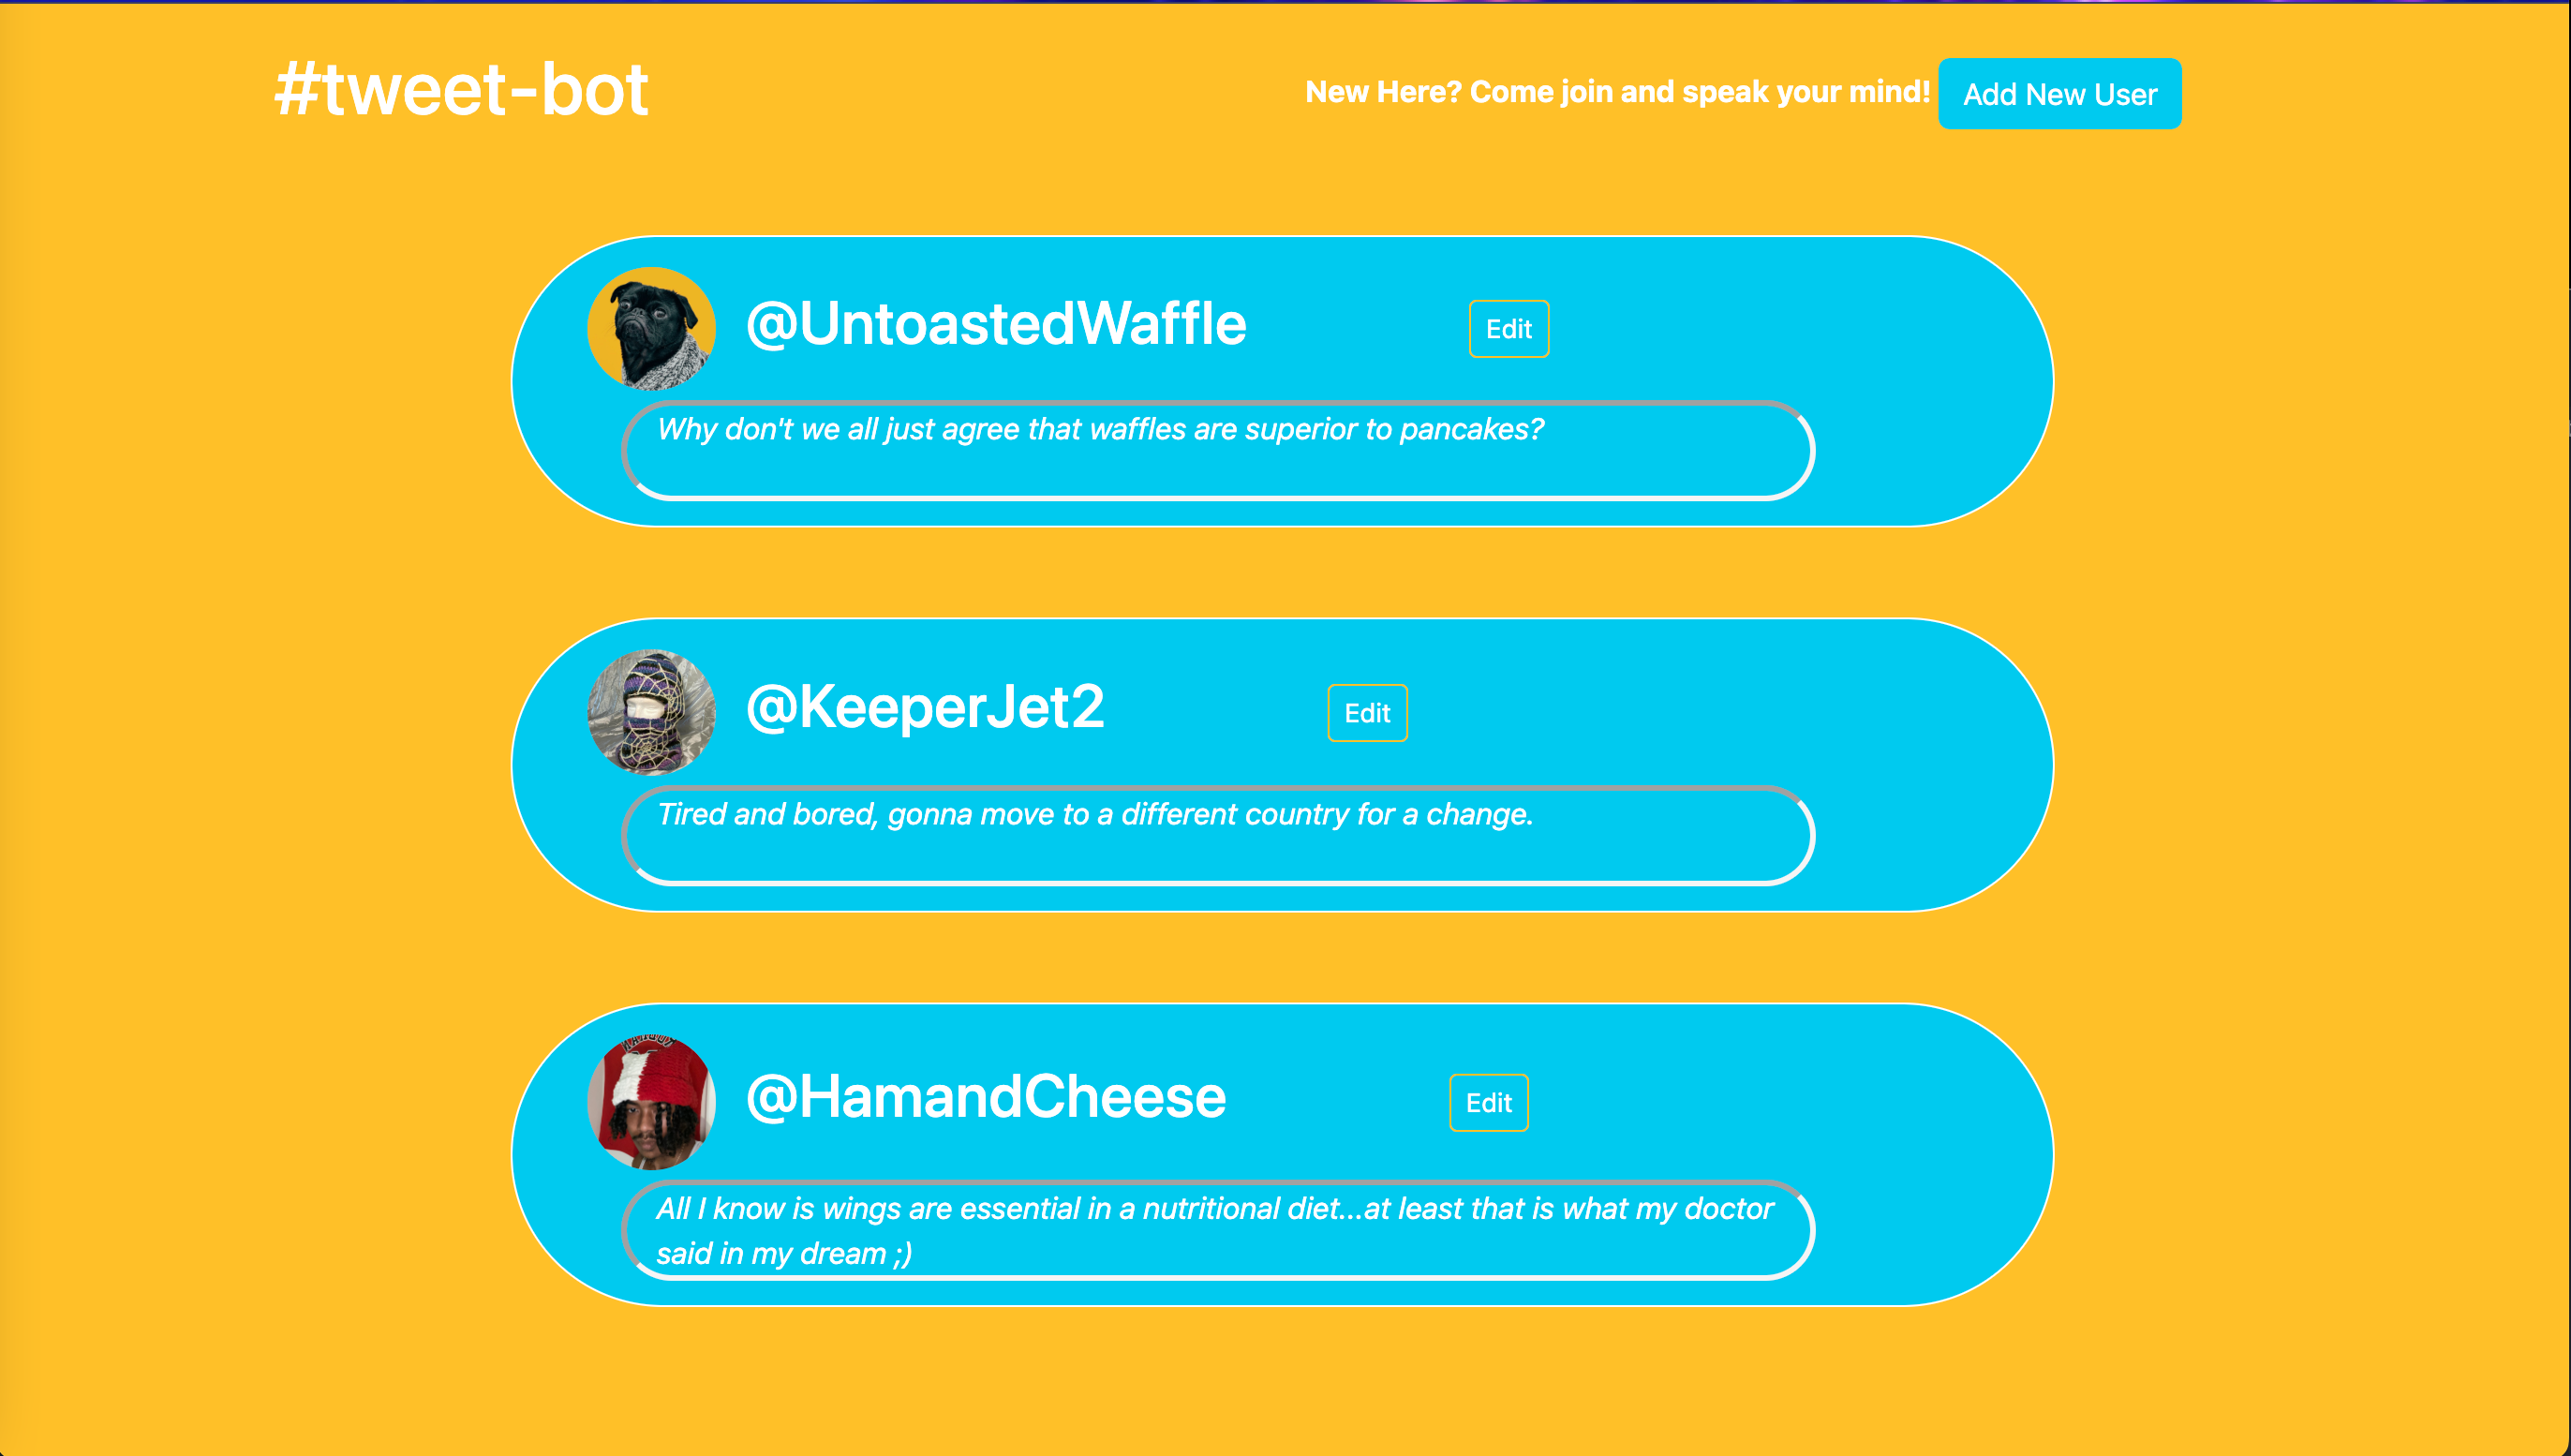 #tweet-bot
New Here? Come join and speak your mind! Add New User
@UntoastedWaffle Edit
Why don't we all just agree that waffles are superior to pancakes?
@KeeperJet2 Edit
Tired and bored, gonna move to a different country for a change.
@HamandCheese Edit
All I know is wings are essential in a nutritional diet...at least that is what my doctor
said in my dream ;)